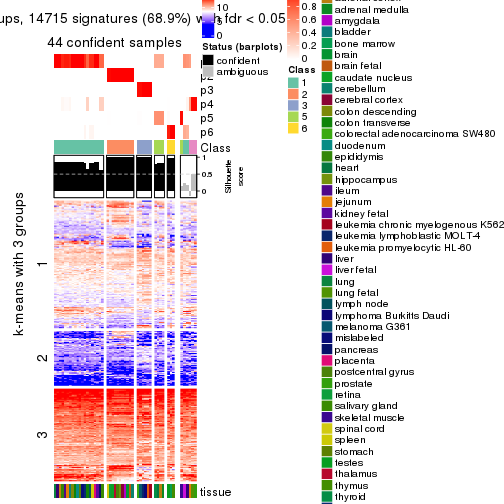 ups, 14715 signatures (68.9%) with fdr < 0.05
44 confident samples
p3
p4
p5
p6
Class
1
0.5
0
Silhouette
score
k-means with 3 groups
1
2
3
tissue
10
5
0
Status (barplots)
confident
ambiguous
0.8
0.6
0.4
0.2
0
Class
1
2
3
5
6
adrenal medulla
amygdala
bladder
bone marrow
brain
brain fetal
caudate nucleus
cerebellum
cerebral cortex
colon descending
colon transverse
colorectal adenocarcinoma SW480
duodenum
epididymis
heart
hippocampus
ileum
jejunum
kidney fetal
leukemia chronic myelogenous K562
leukemia lymphoblastic MOLT-4
leukemia promyelocytic HL-60
liver
liver fetal
lung
lung fetal
lymph node
lymphoma Burkitts Daudi
melanoma G361
mislabeled
pancreas
placenta
postcentral gyrus
prostate
retina
salivary gland
skeletal muscle
spinal cord
spleen
stomach
testes
thalamus
thymus
thyroid